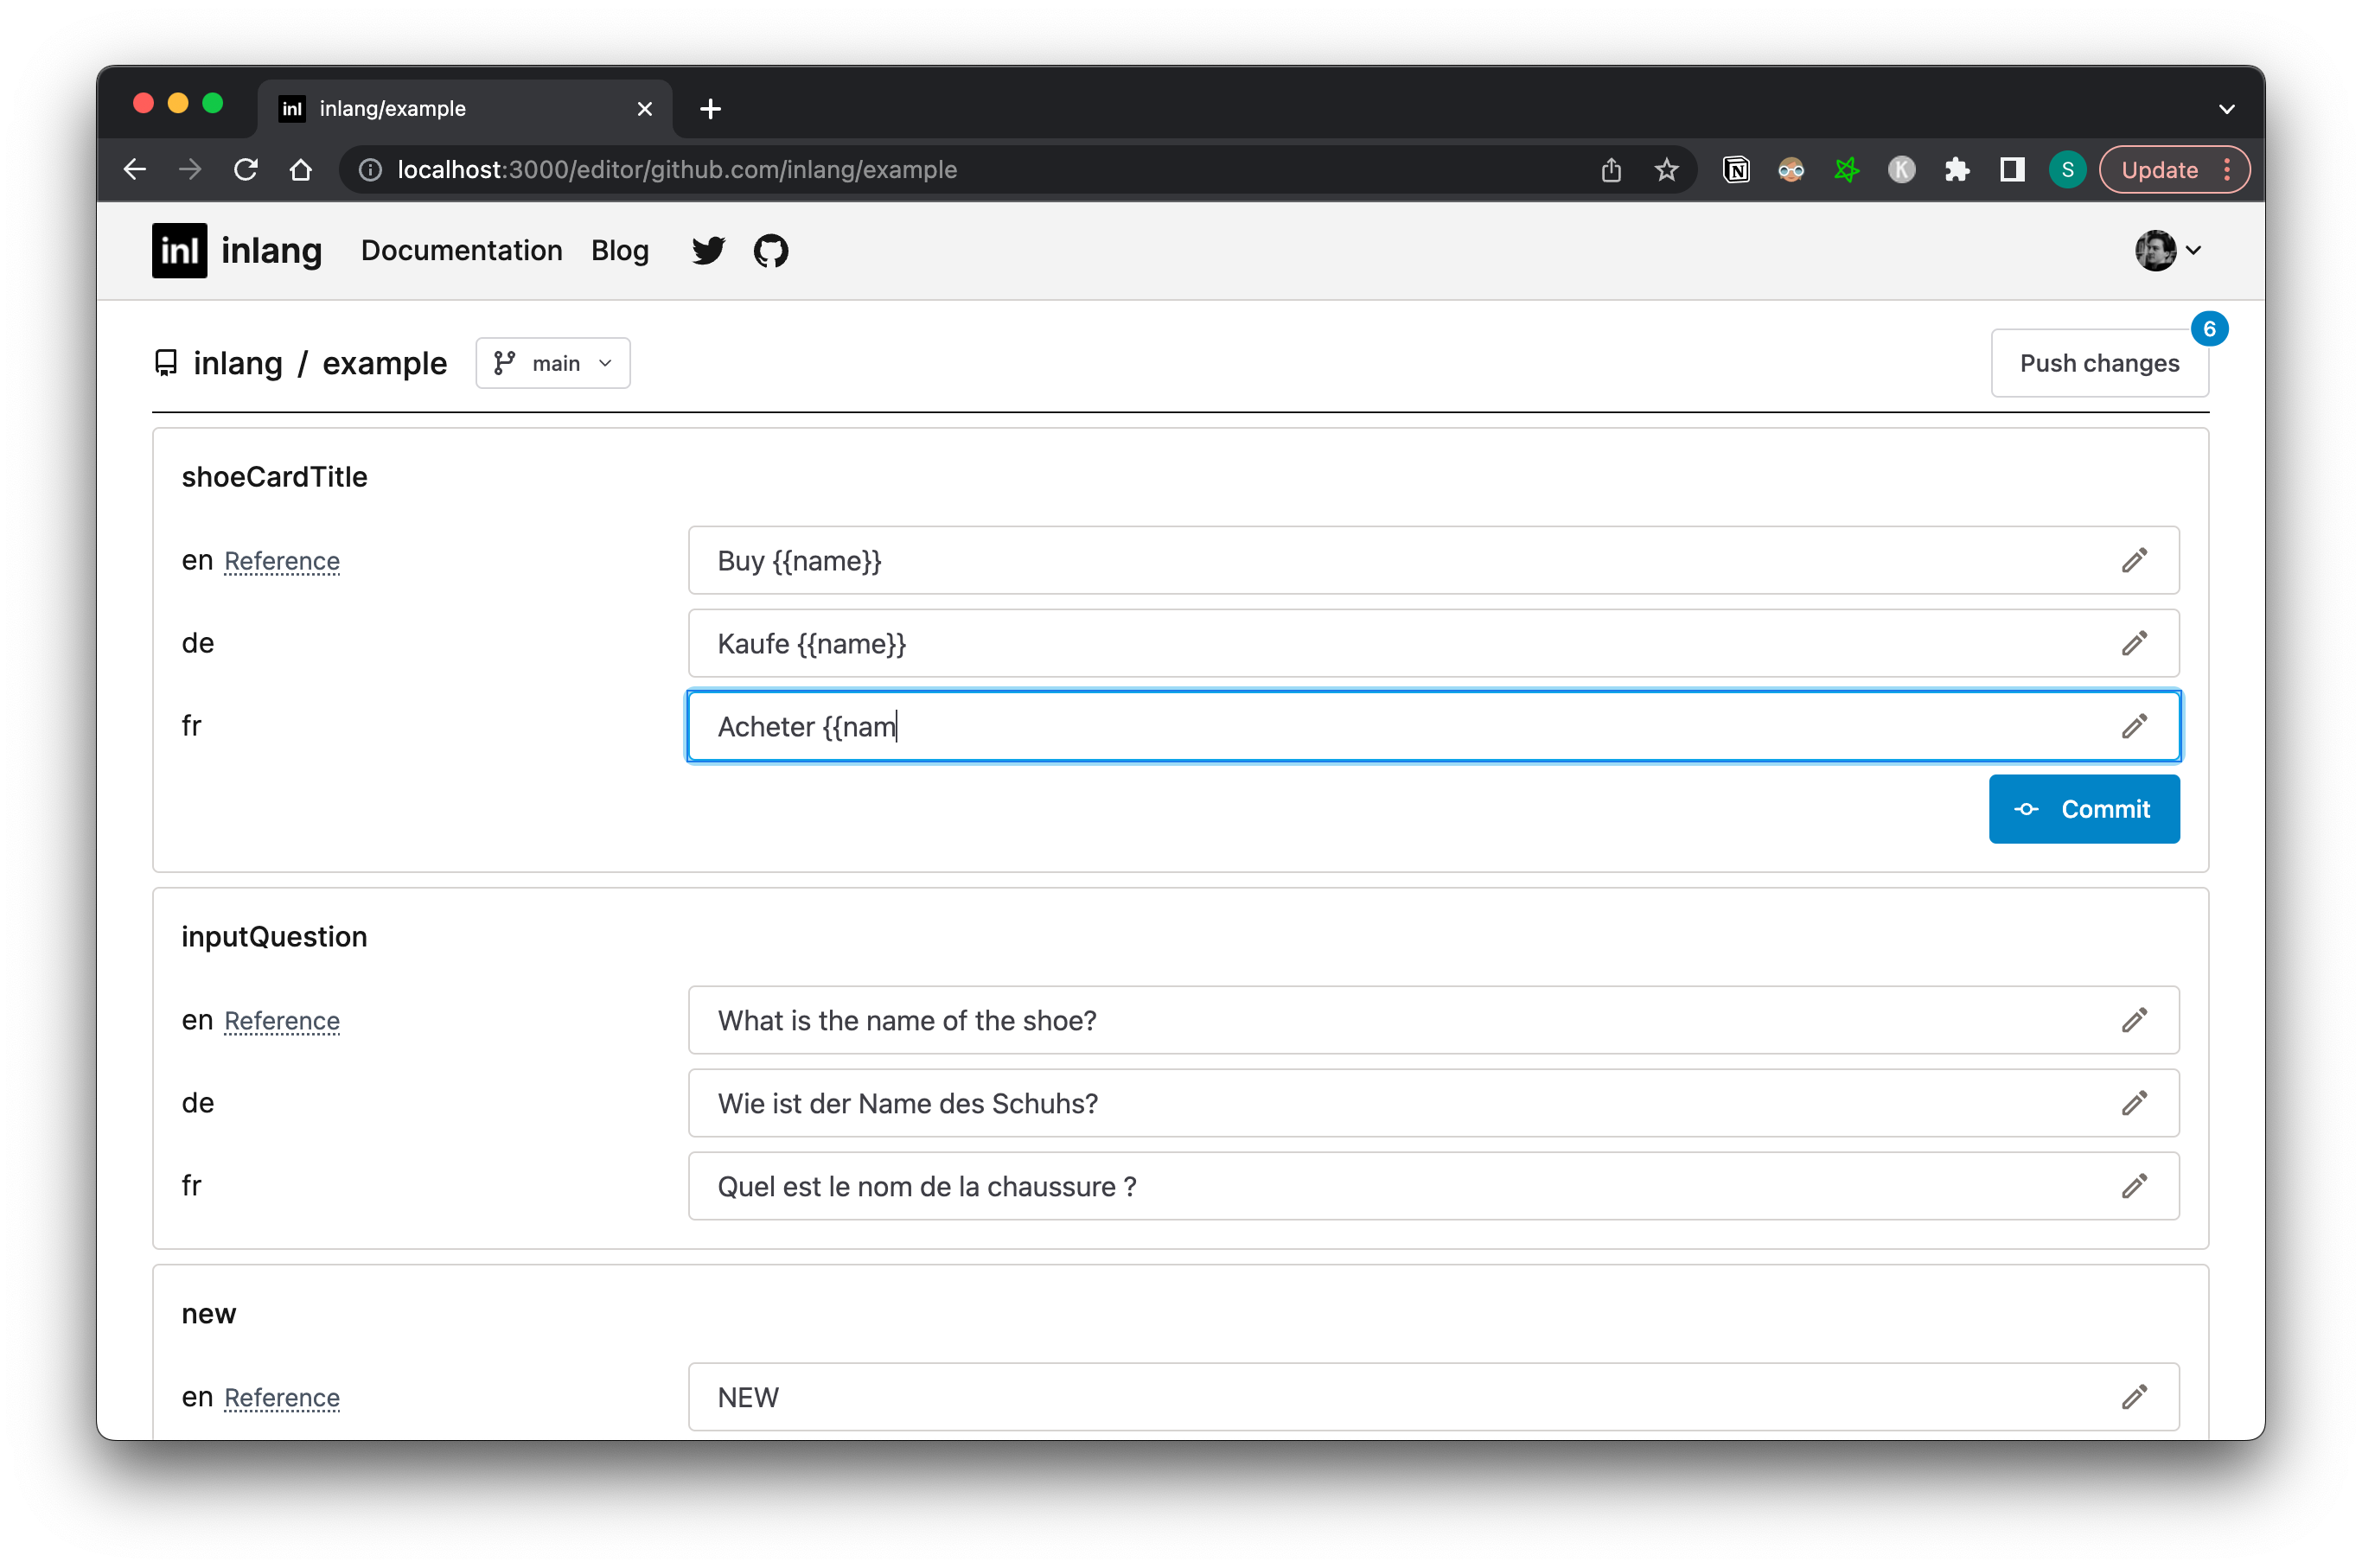 inl inlang/example
localhost:3000/editor/github.com/inlang/example
N K S Update
inl inlang Documentation Blog
6
inlang / example main Push changes
shoeCardTitle
en Reference Buy {{name}}
de Kaufe {{name}}
fr Acheter {{nam
Commit
inputQuestion
en Reference What is the name of the shoe?
de Wie ist der Name des Schuhs?
fr Quel est le nom de la chaussure ?
new
en Reference NEW